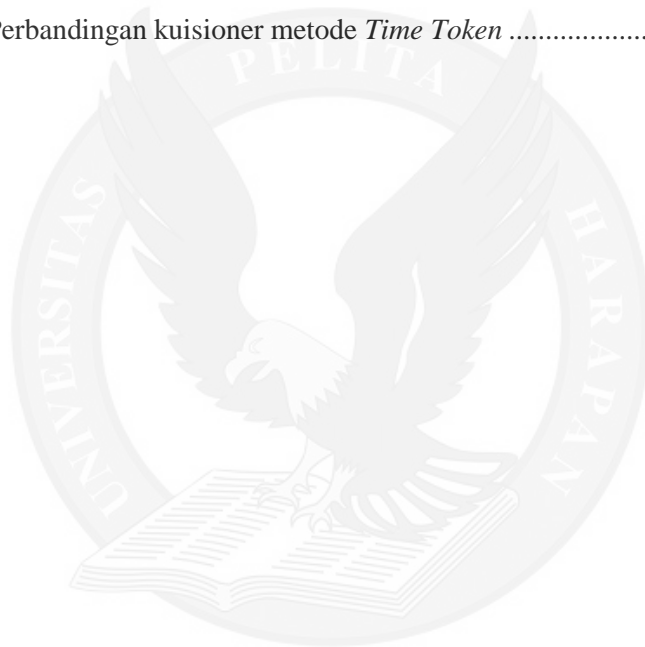 Perbandingan kuisioner metode Time Token ....................
UNIVERSITAS PELITA HARAPAN